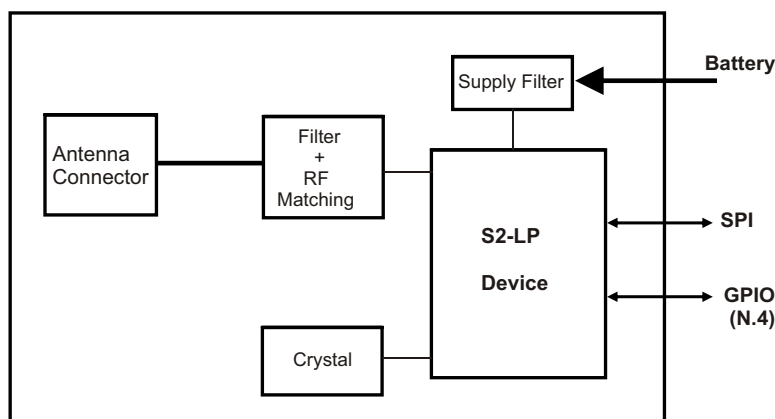 Battery
Supply Filter
Antenna
Connector
Filter
+
RF
Matching
S2-LP
Device
SPI
GPIO
(N.4)
Crystal